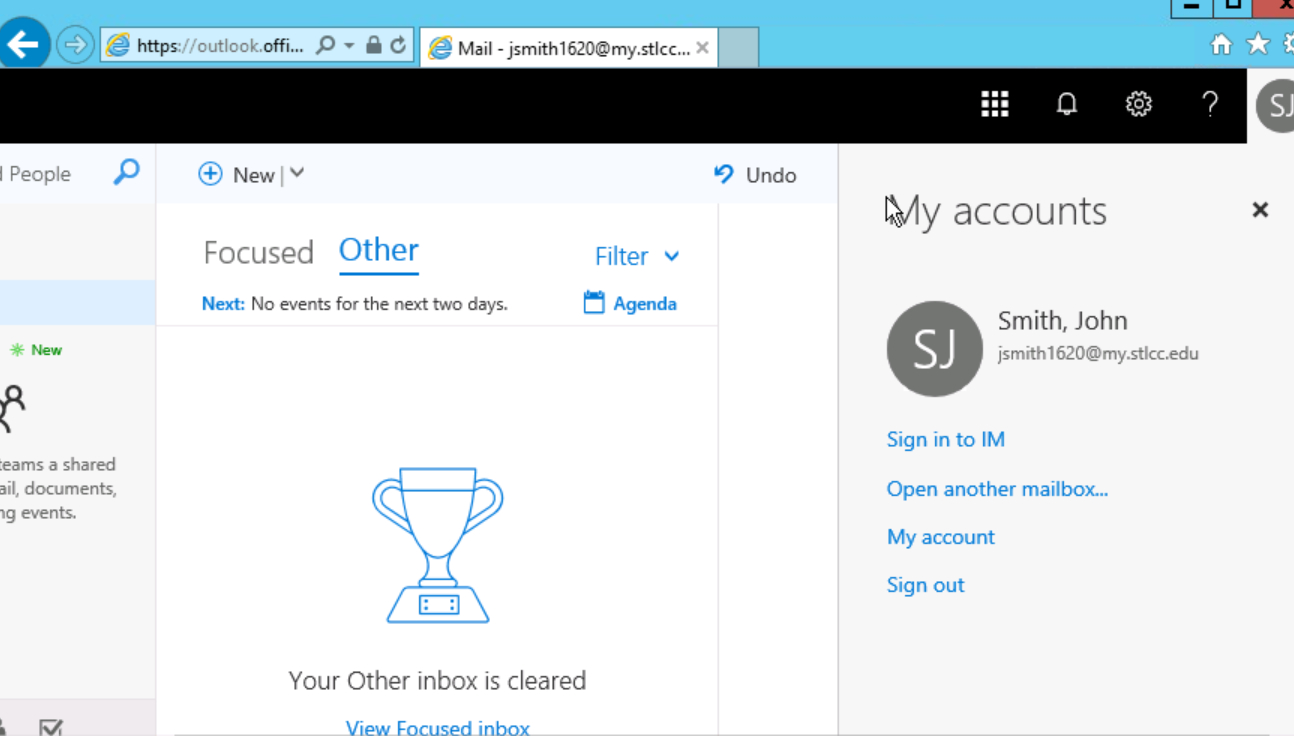 https://outlook.offi...
Mail - jsmith1620@my.stlcc...
?
SJ
People
New
Undo
My accounts
Focused
Other
Filter
Next: No events for the next two days.
Agenda
SJ
Smith, John
jsmith1620@my.stlcc.edu
New
Sign in to IM
teams a shared
documents,
events.
Open another mailbox...
My account
Sign out
Your Other inbox is cleared
View Focused inbox